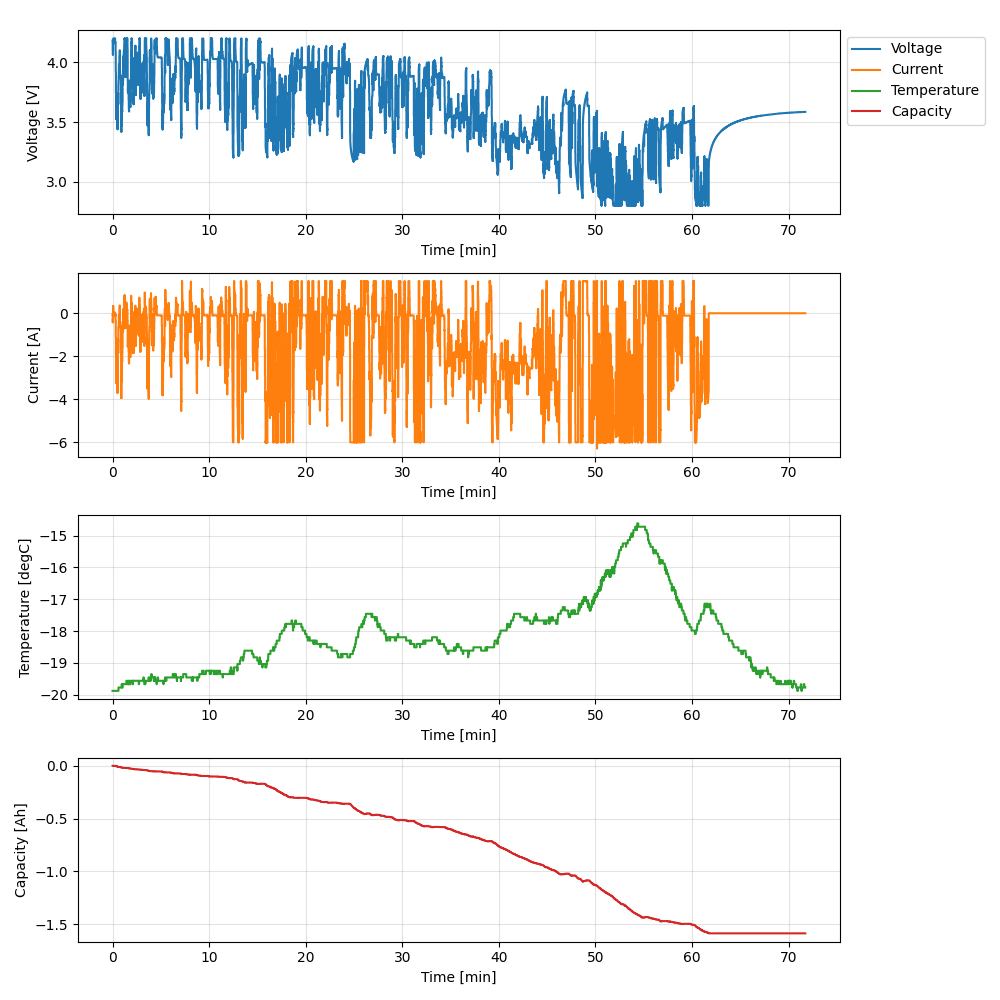 4.0
3.5
3.0
Voltage [V]
0 10 20 30 40 50 60 70
Time [min]
Voltage
Current
Temperature
Capacity
0
−2
−4
−6
Current [A]
0 10 20 30 40 50 60 70
Time [min]
−15
−16
−17
−18
−19
−20
Temperature [degC]
0 10 20 30 40 50 60 70
Time [min]
0.0
−0.5
−1.0
−1.5
Capacity [Ah]
0 10 20 30 40 50 60 70
Time [min]